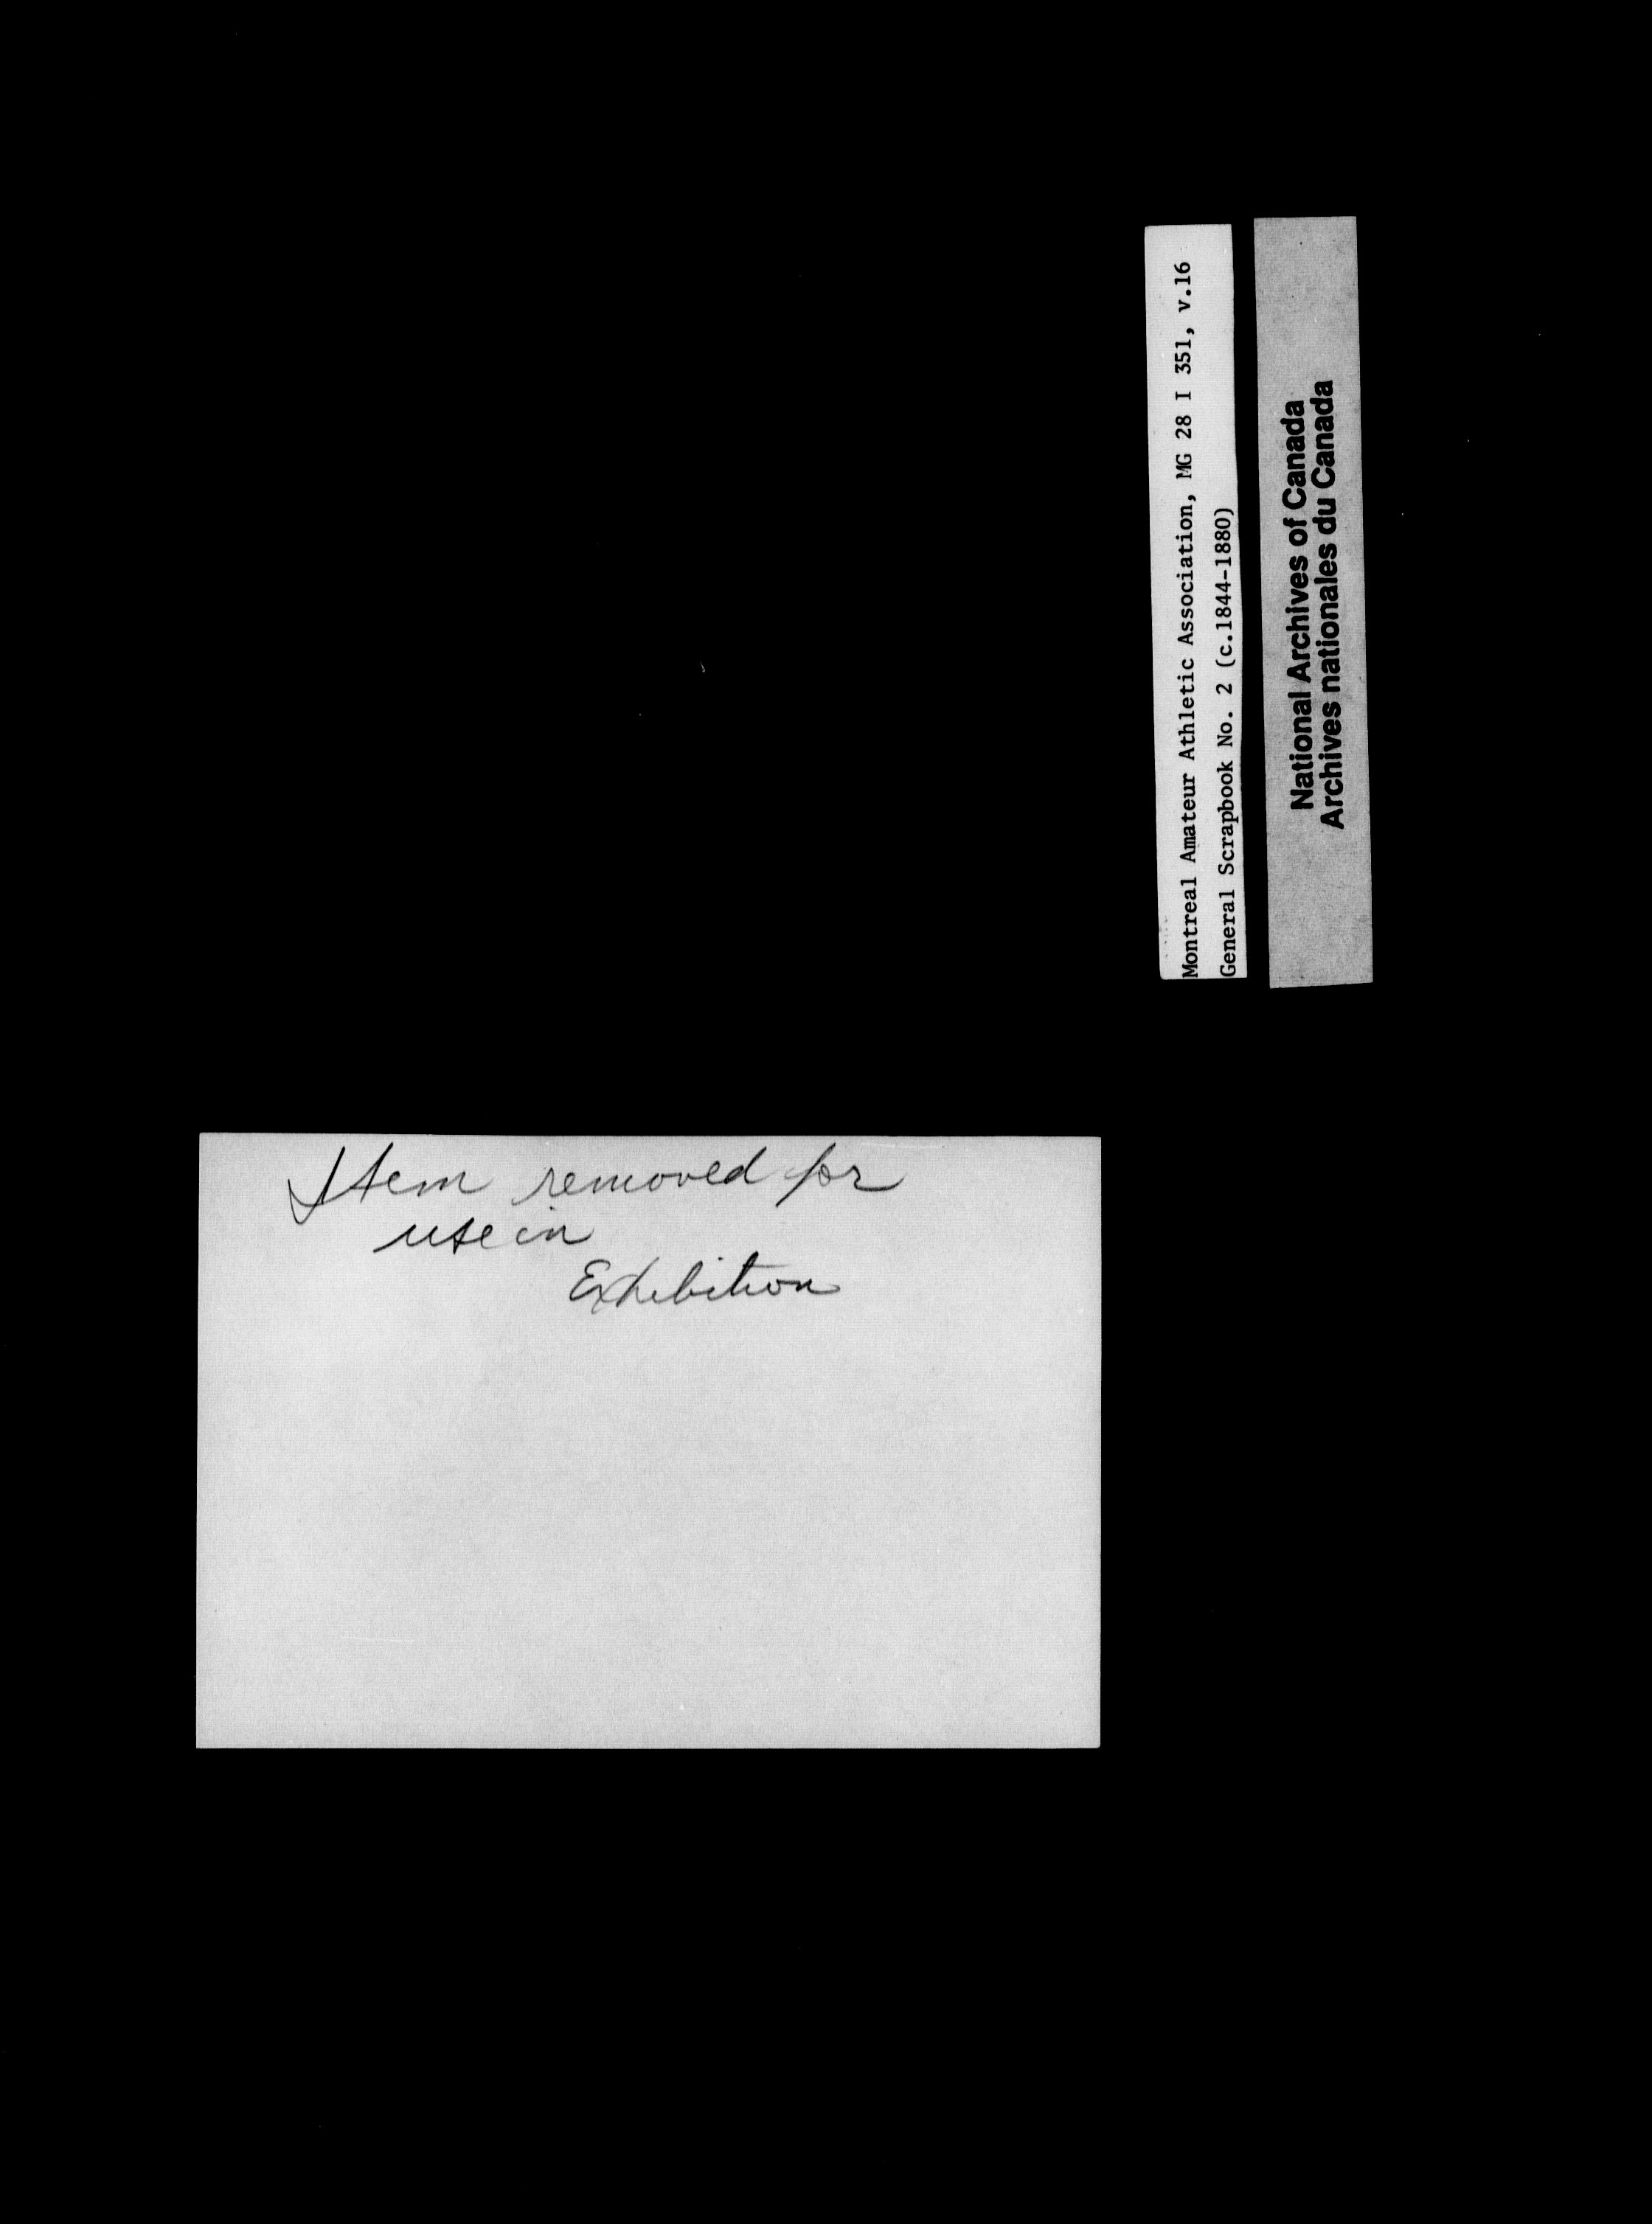 Montreal Amateur Athletic Association, MG 28 I 351, v.16
General Scrapbook No. 2 (c.1844-1880)
National Archives of Canada
Archives nationales du Canada
Item removed for
use in
Exhibition